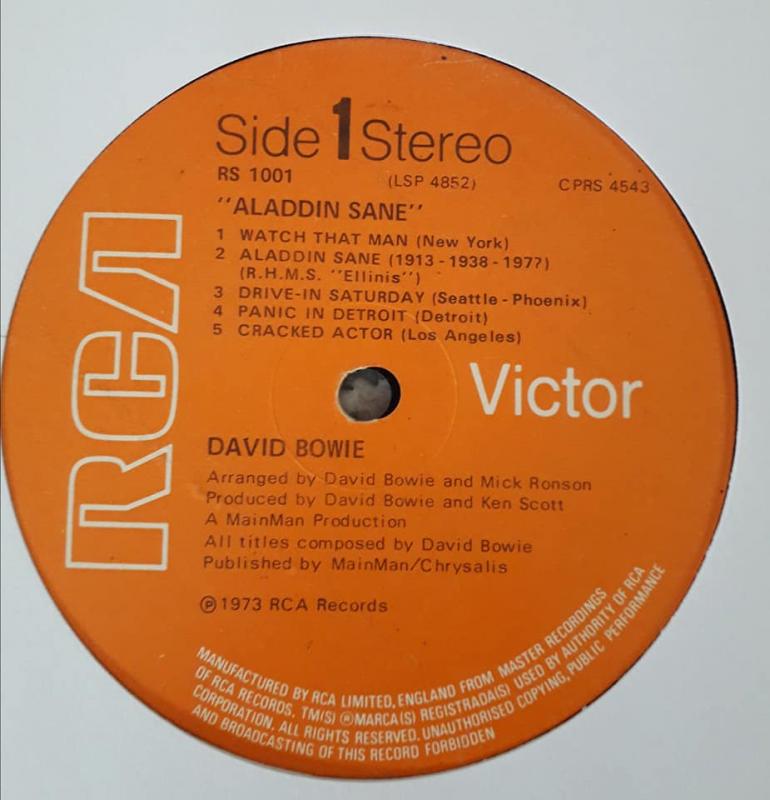 Side 1 Stereo
RS 1001 (LSP 4852) CPRS 4543
"ALADDIN SANE"
1 WATCH THAT MAN (New York)
2 ALADDIN SANE (1913 - 1938 - 197?)
(R.H.M.S. "Ellinis")
3 DRIVE-IN SATURDAY (Seattle - Phoenix)
4 PANIC IN DETROIT (Detroit)
5 CRACKED ACTOR (Los Angeles)
RCA
Victor
DAVID BOWIE
Arranged by David Bowie and Mick Ronson
Produced by David Bowie and Ken Scott
A MainMan Production
All titles composed by David Bowie
Published by MainMan/Chrysalis
℗ 1973 RCA Records
MANUFACTURED BY RCA LIMITED, ENGLAND FROM MASTER RECORDINGS
OF RCA RECORDS. TM(S) ® MARCA(S) REGISTRADA(S) USED BY AUTHORITY OF RCA
CORPORATION. ALL RIGHTS RESERVED. UNAUTHORISED COPYING, PUBLIC PERFORMANCE
AND BROADCASTING OF THIS RECORD FORBIDDEN